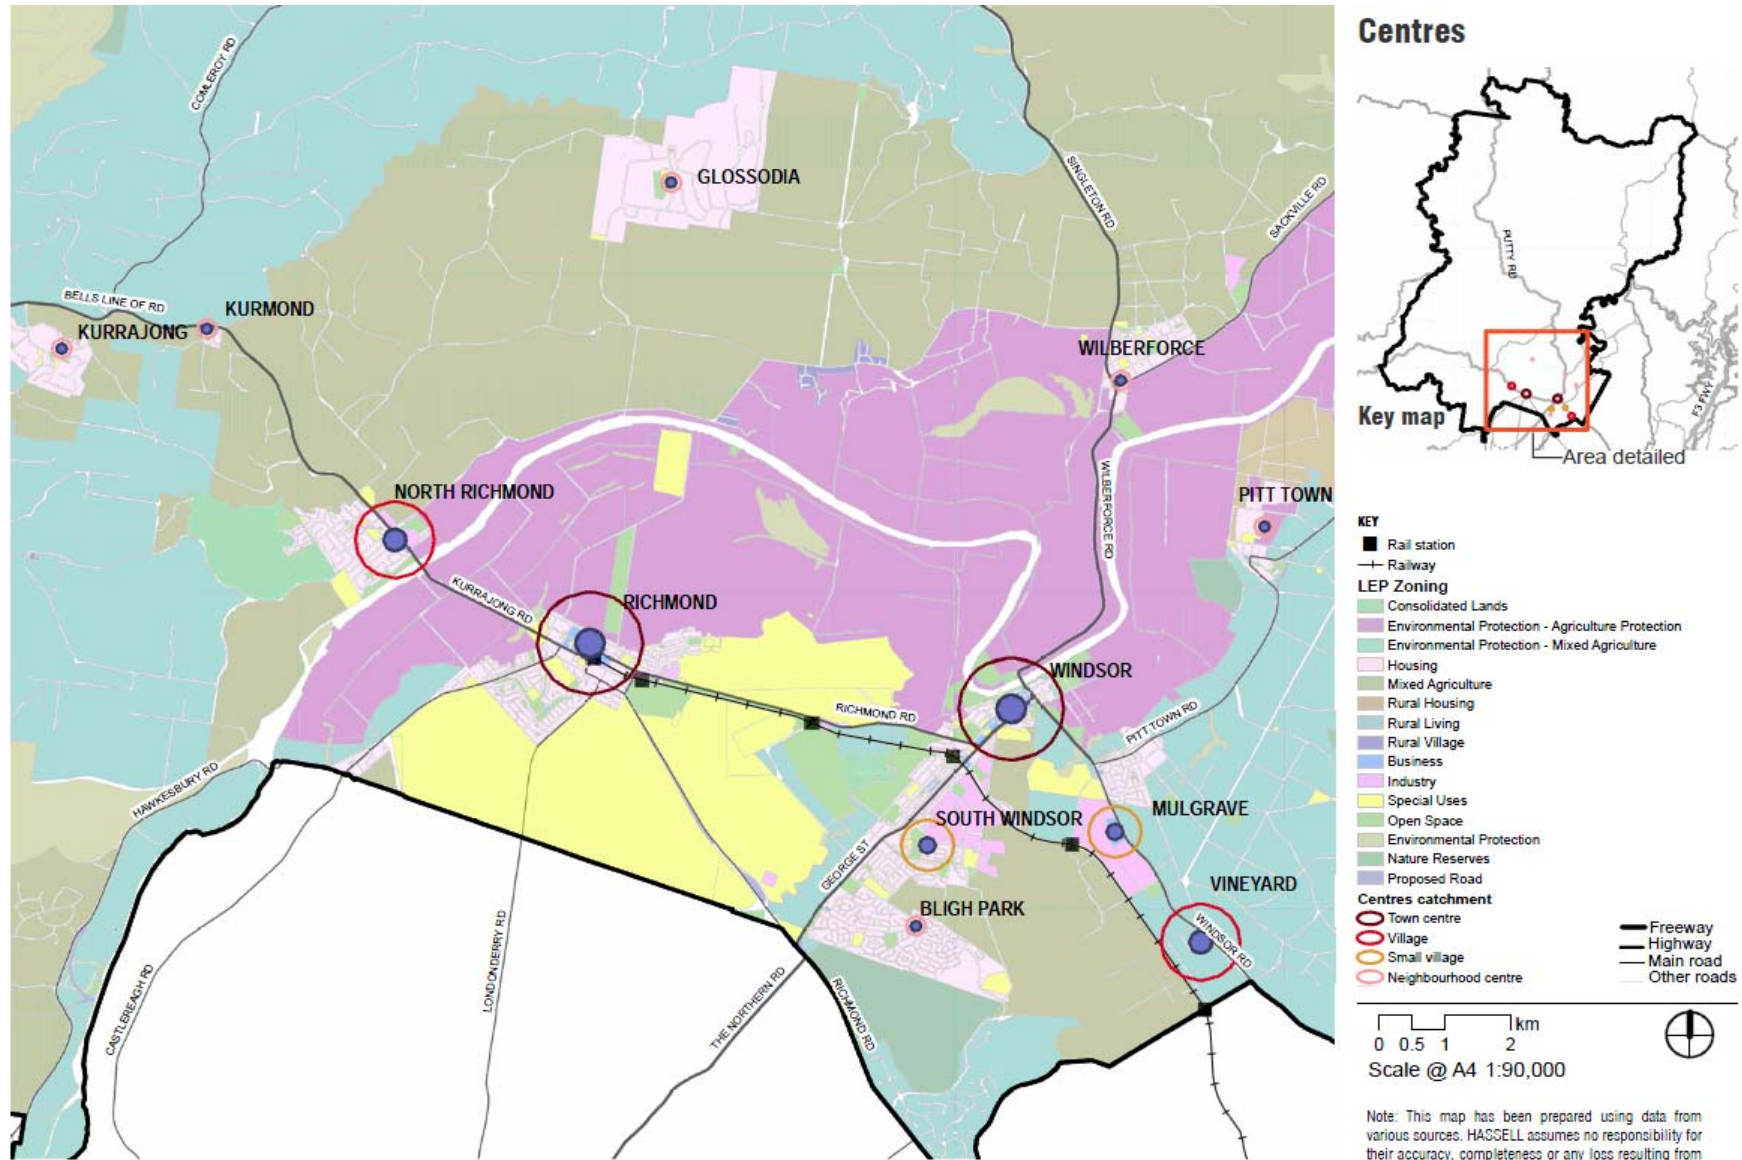 Centres
COMLEROY RD
SINGLETON RD
SACKVILLE RD
GLOSSODIA
PUTTY RD
F3 FWY
BELLS LINE OF RD
KURMOND
KURRAJONG
WILBERFORCE
Key map
Area detailed
NORTH RICHMOND
WILBERFORCE RD
PITT TOWN
KURRAJONG RD
RICHMOND
WINDSOR
RICHMOND RD
PITT TOWN RD
HAWKESBURY RD
SOUTH WINDSOR
MULGRAVE
GEORGE ST
VINEYARD
BLIGH PARK
WINDSOR RD
LONDONDERRY RD
CASTLEREAGH RD
THE NORTHERN RD
RICHMOND RD
KEY
Rail station
Railway
LEP Zoning
Consolidated Lands
Environmental Protection - Agriculture Protection
Environmental Protection - Mixed Agriculture
Housing
Mixed Agriculture
Rural Housing
Rural Living
Rural Village
Business
Industry
Special Uses
Open Space
Environmental Protection
Nature Reserves
Proposed Road
Centres catchment
Town centre
Village
Small village
Neighbourhood centre
Freeway
Highway
Main road
Other roads
km
0 0.5 1 2
Scale @ A4 1:90,000
Note: This map has been prepared using data from
various sources. HASSELL assumes no responsibility for
their accuracy, completeness or any loss resulting from